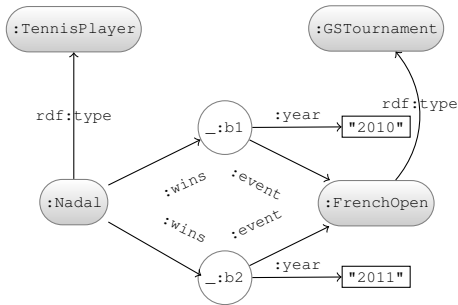 :TennisPlayer
:GSTournament
rdf:type
rdf:type
_:b1
:year
"2010"
:wins
:event
:Nadal
:FrenchOpen
:wins
:event
_:b2
:year
"2011"